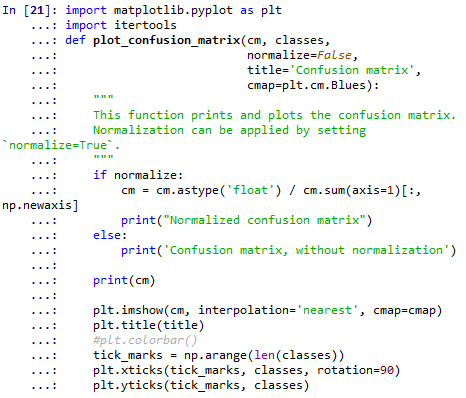 In [21]: import matplotlib.pyplot as plt
    ...: import itertools
    ...: def plot_confusion_matrix(cm, classes,
    ...:                           normalize=False,
    ...:                           title='Confusion matrix',
    ...:                           cmap=plt.cm.Blues):
    ...:     """
    ...:     This function prints and plots the confusion matrix.
    ...:     Normalization can be applied by setting
`normalize=True`.
    ...:     """
    ...:     if normalize:
    ...:         cm = cm.astype('float') / cm.sum(axis=1)[:,
np.newaxis]
    ...:         print("Normalized confusion matrix")
    ...:     else:
    ...:         print('Confusion matrix, without normalization')
    ...:
    ...:     print(cm)
    ...:
    ...:     plt.imshow(cm, interpolation='nearest', cmap=cmap)
    ...:     plt.title(title)
    ...:     #plt.colorbar()
    ...:     tick_marks = np.arange(len(classes))
    ...:     plt.xticks(tick_marks, classes, rotation=90)
    ...:     plt.yticks(tick_marks, classes)